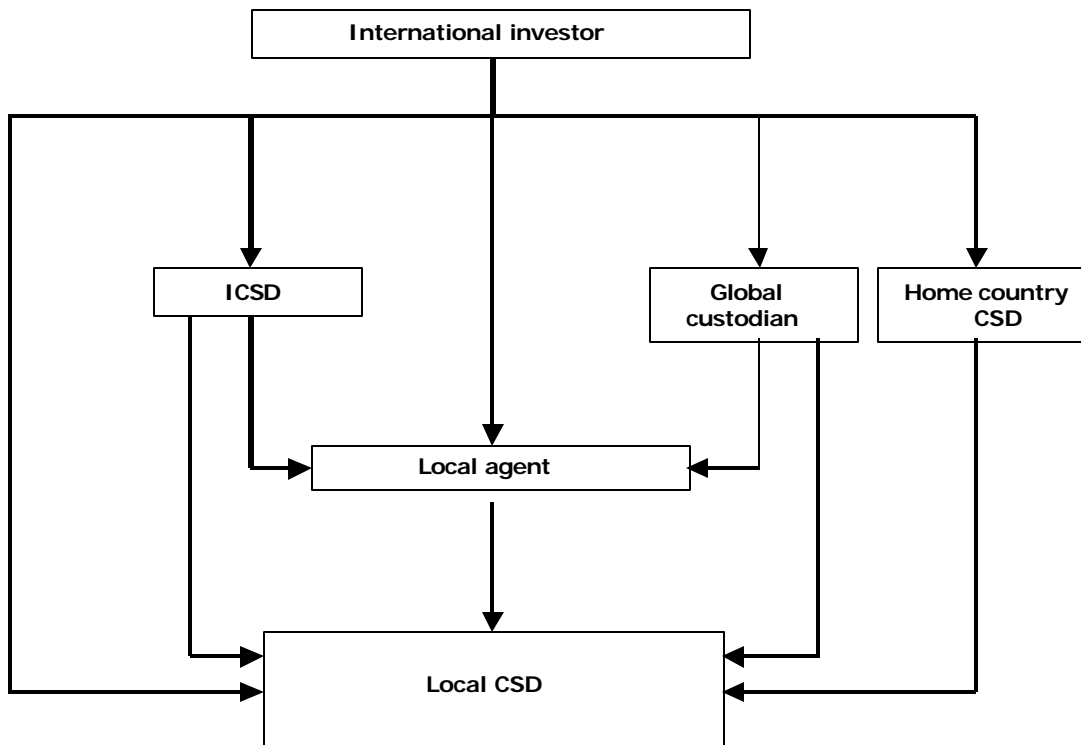 International investor
ICSD
Global
custodian
Home country
CSD
Local agent
Local CSD